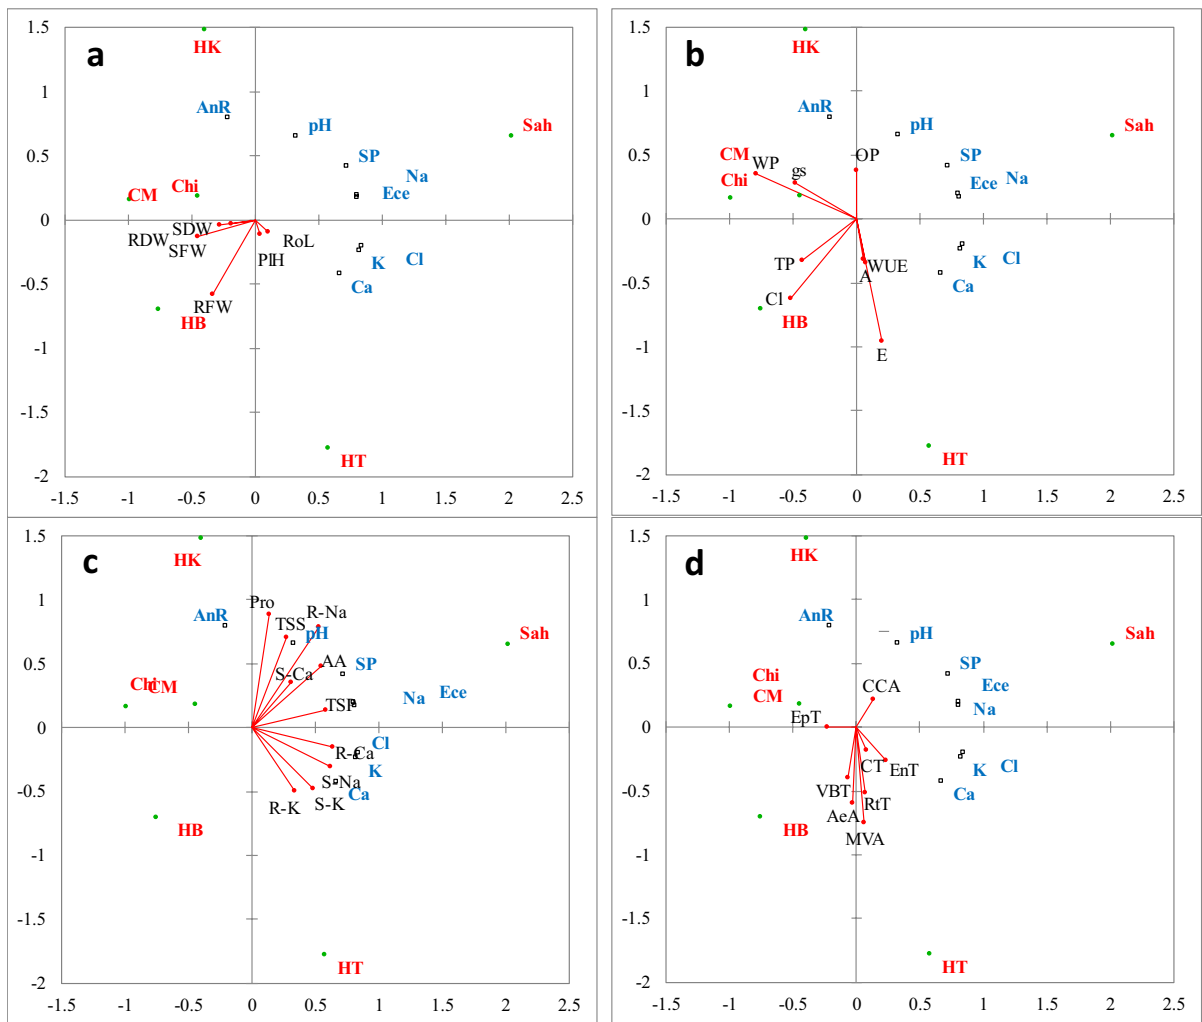 1.5
a
HK
1
AnR
pH
Sah
0.5
SP
Na
CM
Chi
Ece
0
SDW
RDW
RoL
SFW
PlH
K
Cl
-0.5
Ca
RFW
HB
-1
-1.5
HT
-2
-1.5
-1
-0.5
0
0.5
1
1.5
2
2.5
1.5
b
HK
1
AnR
pH
Sah
0.5
CM
WP
OP
SP
gs
Chi
Ece
Na
0
TP
WUE
K
Cl
A
-0.5
Ca
Cl
HB
-1
E
-1.5
HT
-2
-1.5
-1
-0.5
0
0.5
1
1.5
2
2.5
1.5
c
HK
1
Pro
AnR
TSS
R-Na
pH
Sah
0.5
S-Ca
AA
SP
Chi
CM
TSP
Na
Ece
0
R-Ca
Cl
K
S-Na
-0.5
R-K
S-K
Ca
HB
-1
-1.5
HT
-2
-1.5
-1
-0.5
0
0.5
1
1.5
2
2.5
1.5
d
HK
1
AnR
pH
Sah
0.5
SP
Chi
CCA
Ece
CM
EpT
Na
0
CT
EnT
K
Cl
-0.5
VBT
RtT
Ca
AeA
HB
MVA
-1
-1.5
HT
-2
-1.5
-1
-0.5
0
0.5
1
1.5
2
2.5